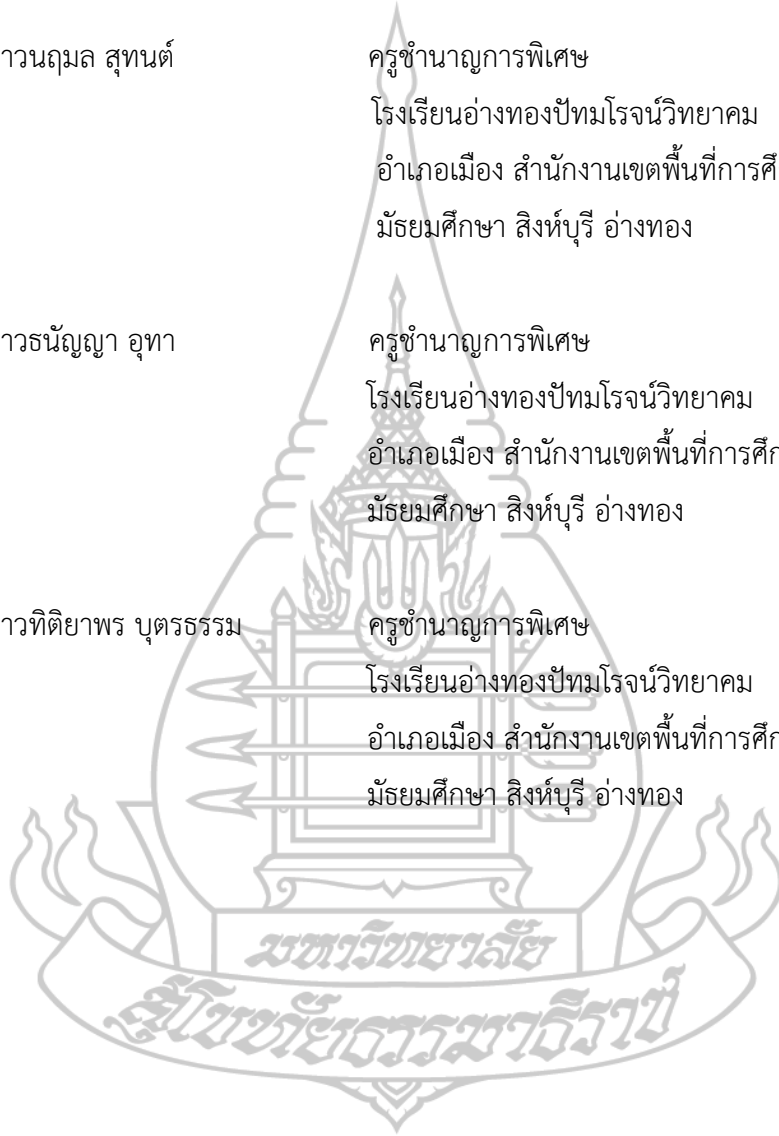 าวนฤมล สุทนต์ ครูชำนาญการพิเศษ
โรงเรียนอ่างทองปัทมโรจน์วิทยาคม
อำเภอเมือง สำนักงานเขตพื้นที่การศึ
มัธยมศึกษา สิงห์บุรี อ่างทอง
าวธนัญญา อุทา ครูชำนาญการพิเศษ
โรงเรียนอ่างทองปัทมโรจน์วิทยาคม
อำเภอเมือง สำนักงานเขตพื้นที่การศึก
มัธยมศึกษา สิงห์บุรี อ่างทอง
าวทิติยาพร บุตรธรรม ครูชำนาญการพิเศษ
โรงเรียนอ่างทองปัทมโรจน์วิทยาคม
อำเภอเมือง สำนักงานเขตพื้นที่การศึก
มัธยมศึกษา สิงห์บุรี อ่างทอง
มหาวิทยาลัย
สุโขทัยธรรมาธิราช